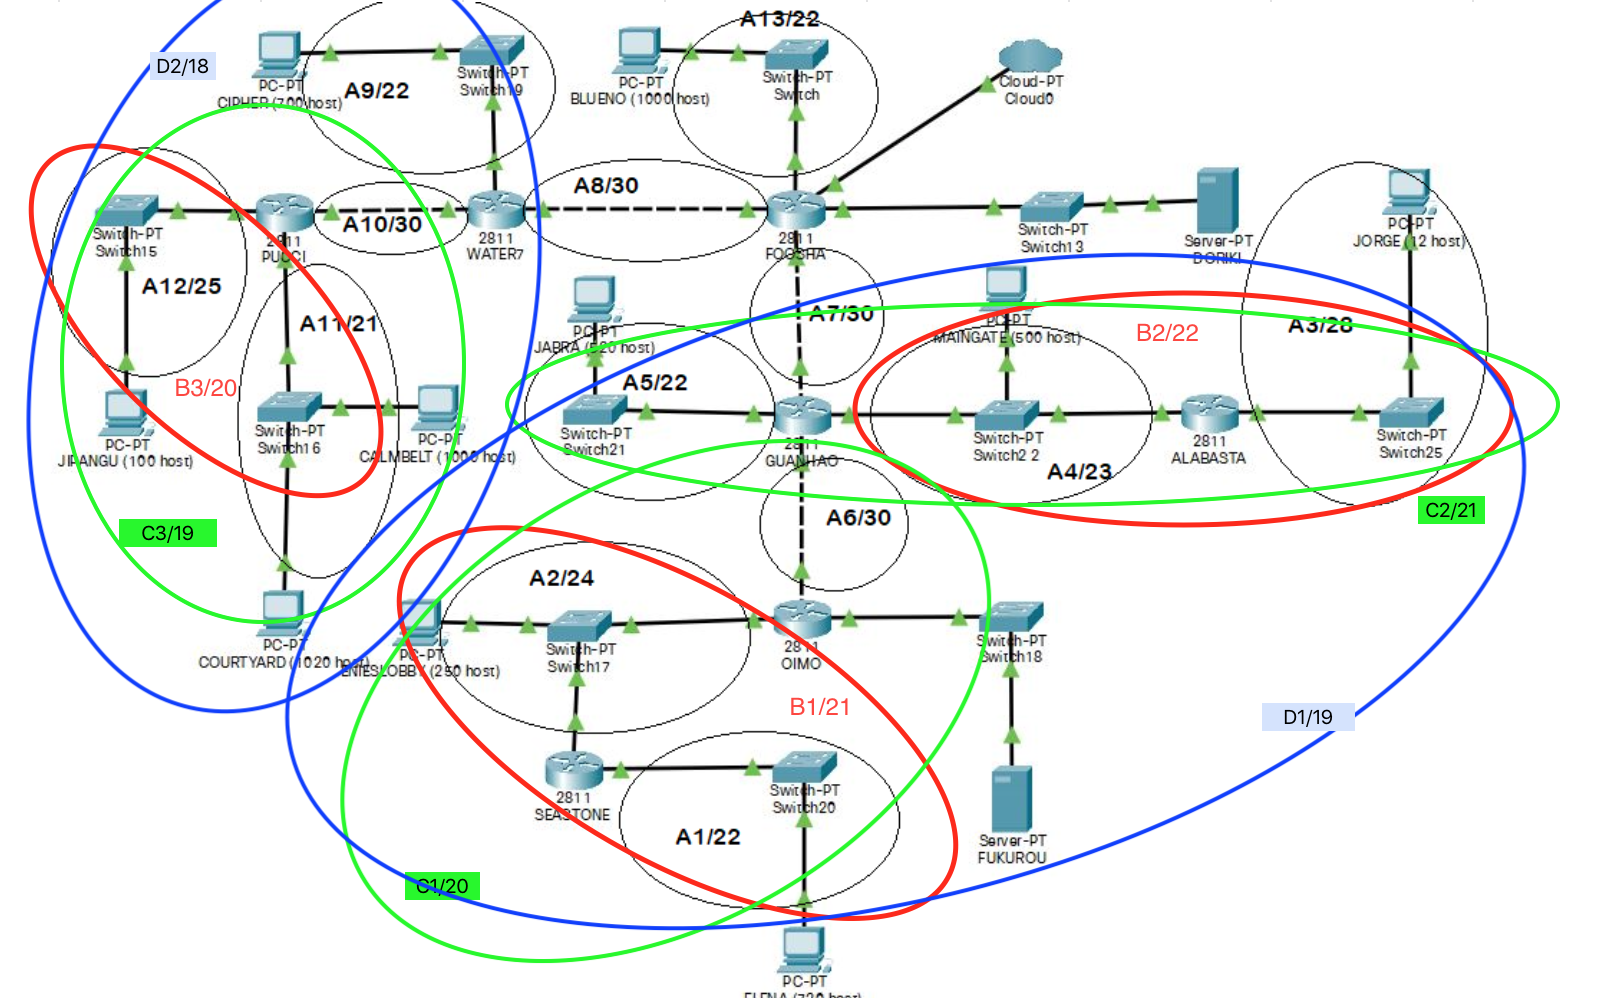 A13/22
D2/18
PC-PT
CIPHER (700 host)
A9/22
Switch-PT
Switch19
PC-PT
BLUENO (1000 host)
Switch-PT
Switch
Cloud-PT
Cloud0
A8/30
A10/30
Switch-PT
Switch15
2811
PUCCI
2811
WATER7
2811
FOOSHA
Switch-PT
Switch13
Server-PT
DORIKI
PC-PT
JORGE (12 host)
A12/25
A11/21
A7/30
A3/28
PC-PT
JABRA (520 host)
PC-PT
MAINGATE (500 host)
B2/22
B3/20
A5/22
PC-PT
JIPANGU (100 host)
Switch-PT
Switch16
PC-PT
CALMBELT (1000 host)
Switch-PT
Switch21
2811
GUANHAO
Switch-PT
Switch2 2
2811
ALABASTA
Switch-PT
Switch25
A4/23
C3/19
A6/30
C2/21
A2/24
PC-PT
COURTYARD (1020 host)
PC-PT
ENIESLOBBY (250 host)
Switch-PT
Switch17
2811
OIMO
Switch-PT
Switch18
B1/21
D1/19
2811
SEASTONE
Switch-PT
Switch20
A1/22
Server-PT
FUKUROU
C1/20
PC-PT
ELENA (720 host)